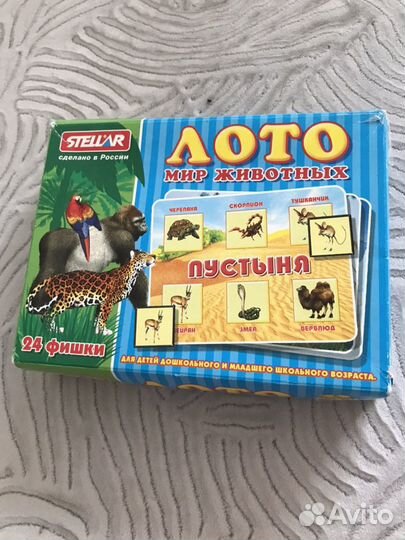 STELLAR
сделано в России
ЛОТО
МИР ЖИВОТНЫХ
ЧЕРЕПАХА СКОРПИОН ТУШКАНЧИК
ПУСТЫНЯ
ЗМЕЯ ВЕРБЛЮД
24 ФИШКИ
ДЛЯ ДЕТЕЙ ДОШКОЛЬНОГО И МЛАДШЕГО ШКОЛЬНОГО ВОЗРАСТА.
Avito